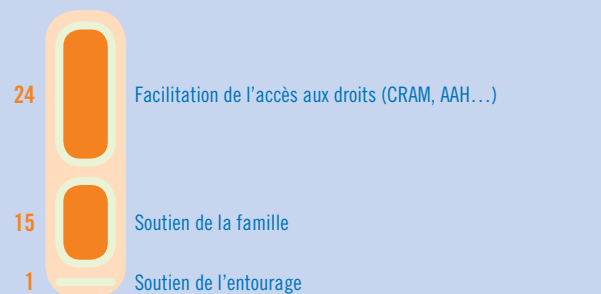 24 Facilitation de l’accès aux droits (CRAM, AAH…)
15 Soutien de la famille
1 Soutien de l’entourage